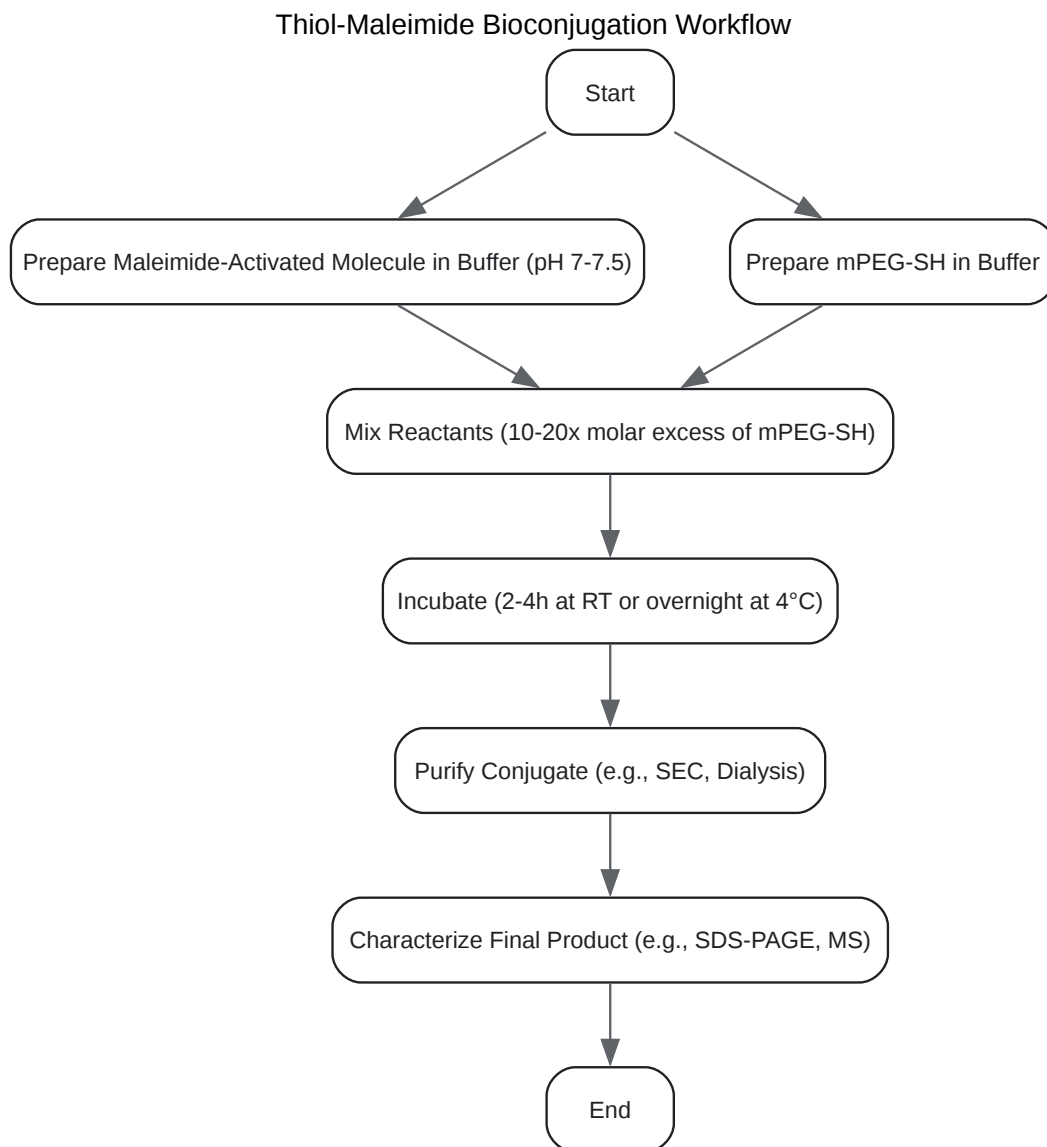 Thiol-Maleimide Bioconjugation Workflow
Start
Prepare Maleimide-Activated Molecule in Buffer (pH 7-7.5)
Prepare mPEG-SH in Buffer
Mix Reactants (10-20x molar excess of mPEG-SH)
Incubate (2-4h at RT or overnight at 4°C)
Purify Conjugate (e.g., SEC, Dialysis)
Characterize Final Product (e.g., SDS-PAGE, MS)
End